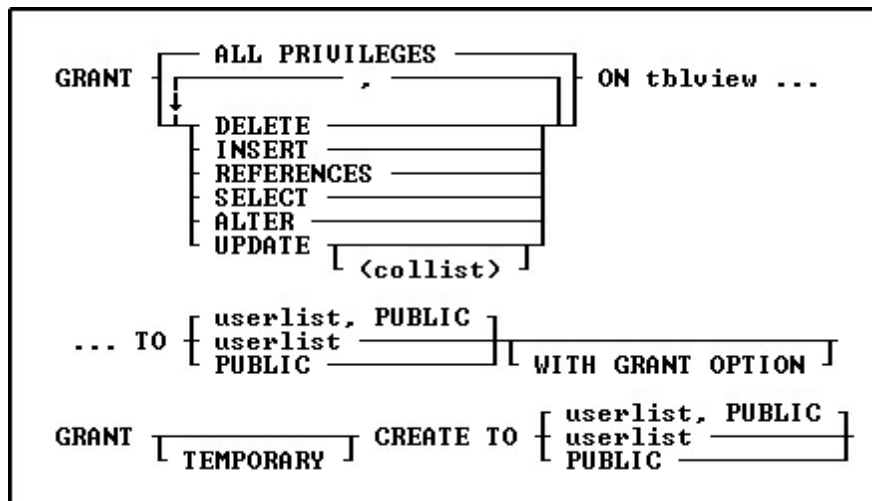 ALL PRIVILEGES
GRANT , ON tblview ...
DELETE
INSERT
REFERENCES
SELECT
ALTER
UPDATE
(collist)
userlist, PUBLIC
... TO userlist
PUBLIC WITH GRANT OPTION
userlist, PUBLIC
GRANT CREATE TO userlist
TEMPORARY PUBLIC